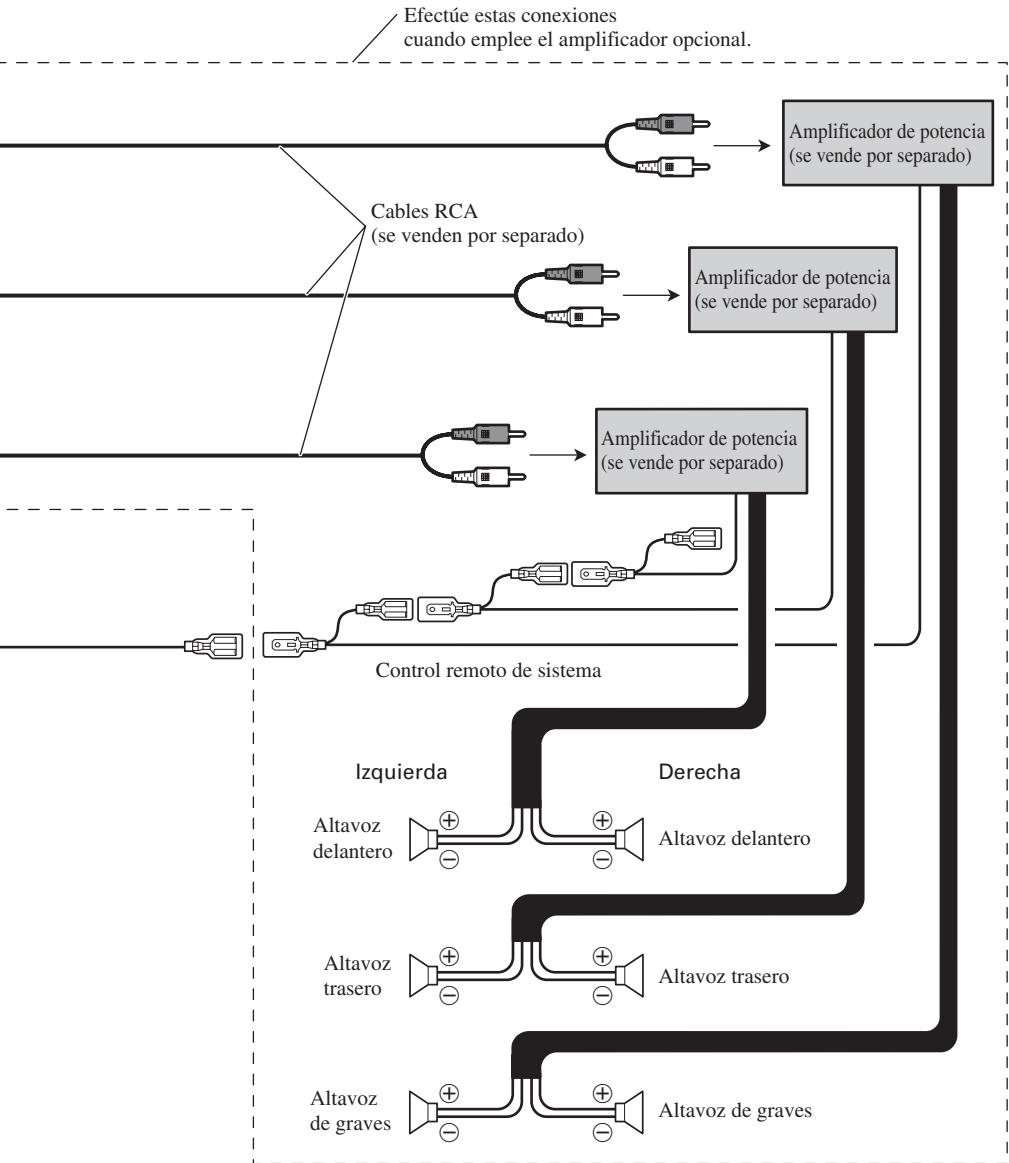 Efectúe estas conexiones
cuando emplee el amplificador opcional.
Amplificador de potencia
(se vende por separado)
Cables RCA
(se venden por separado)
Amplificador de potencia
(se vende por separado)
Amplificador de potencia
(se vende por separado)
Control remoto de sistema
Izquierda
Derecha
Altavoz
delantero
⊕
⊖
⊕
⊖
Altavoz delantero
Altavoz
trasero
⊕
⊖
⊕
⊖
Altavoz trasero
Altavoz
de graves
⊕
⊖
⊕
⊖
Altavoz de graves